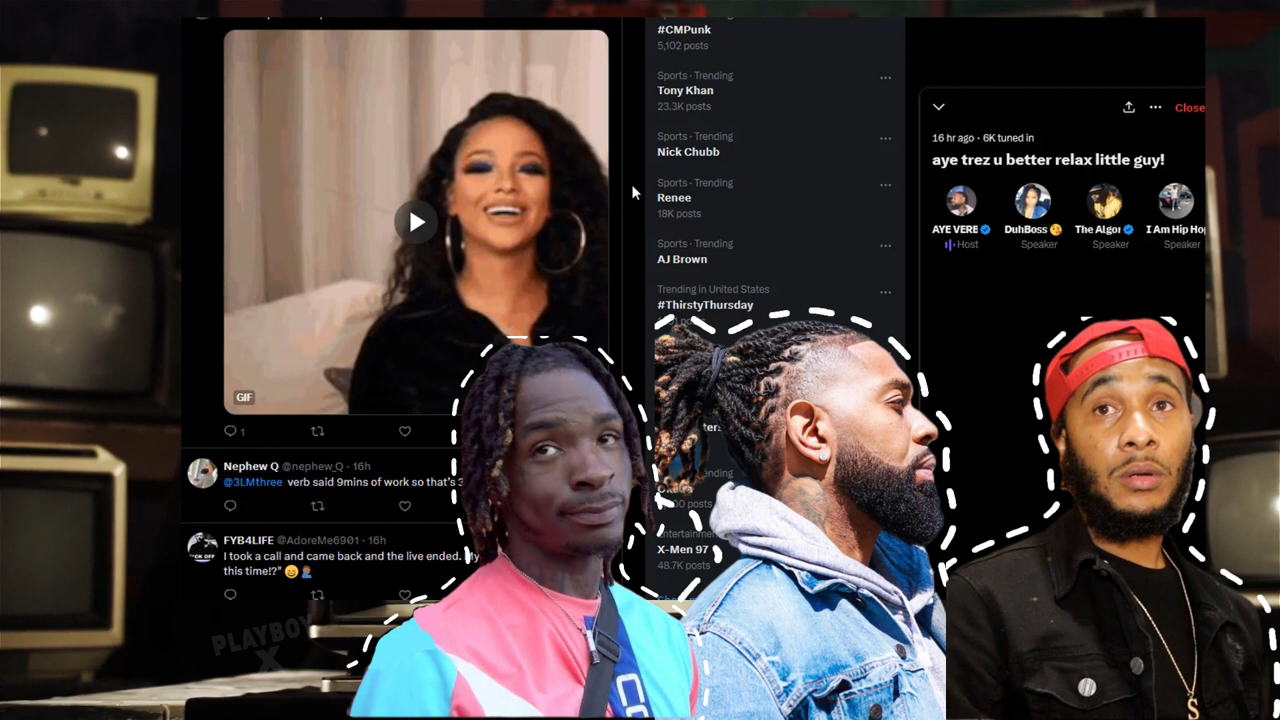 #CMPunk
5,102 posts
Sports · Trending
Tony Khan
23.3K posts
Sports · Trending
Nick Chubb
Sports · Trending
Renee
18K posts
Sports · Trending
AJ Brown
Trending in United States
#ThirstyThursday
X-Men 97
48.7K posts
Close
16 hr ago · 6K tuned in
aye trez u better relax little guy!
AYE VERB
DuhBoss 😘
The Algor
I Am Hip Hop
Host
Speaker
Speaker
Speaker
GIF
1
Nephew Q @nephew_Q · 16h
@3LMthree verb said 9mins of work so that's 3
FYB4LIFE @AdoreMe6901 · 16h
I took a call and came back and the live ended. My
this time!?" 😄🤦🏽‍♂️
PLAYBOY
X